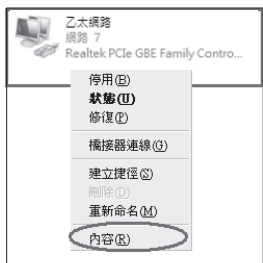 乙太網路
網路 7
Realtek PCIe GBE Family Contro...
停用(B)
狀態(U)
修復(P)
橋接器連線(G)
建立捷徑(S)
刪除(D)
重新命名(M)
內容(R)